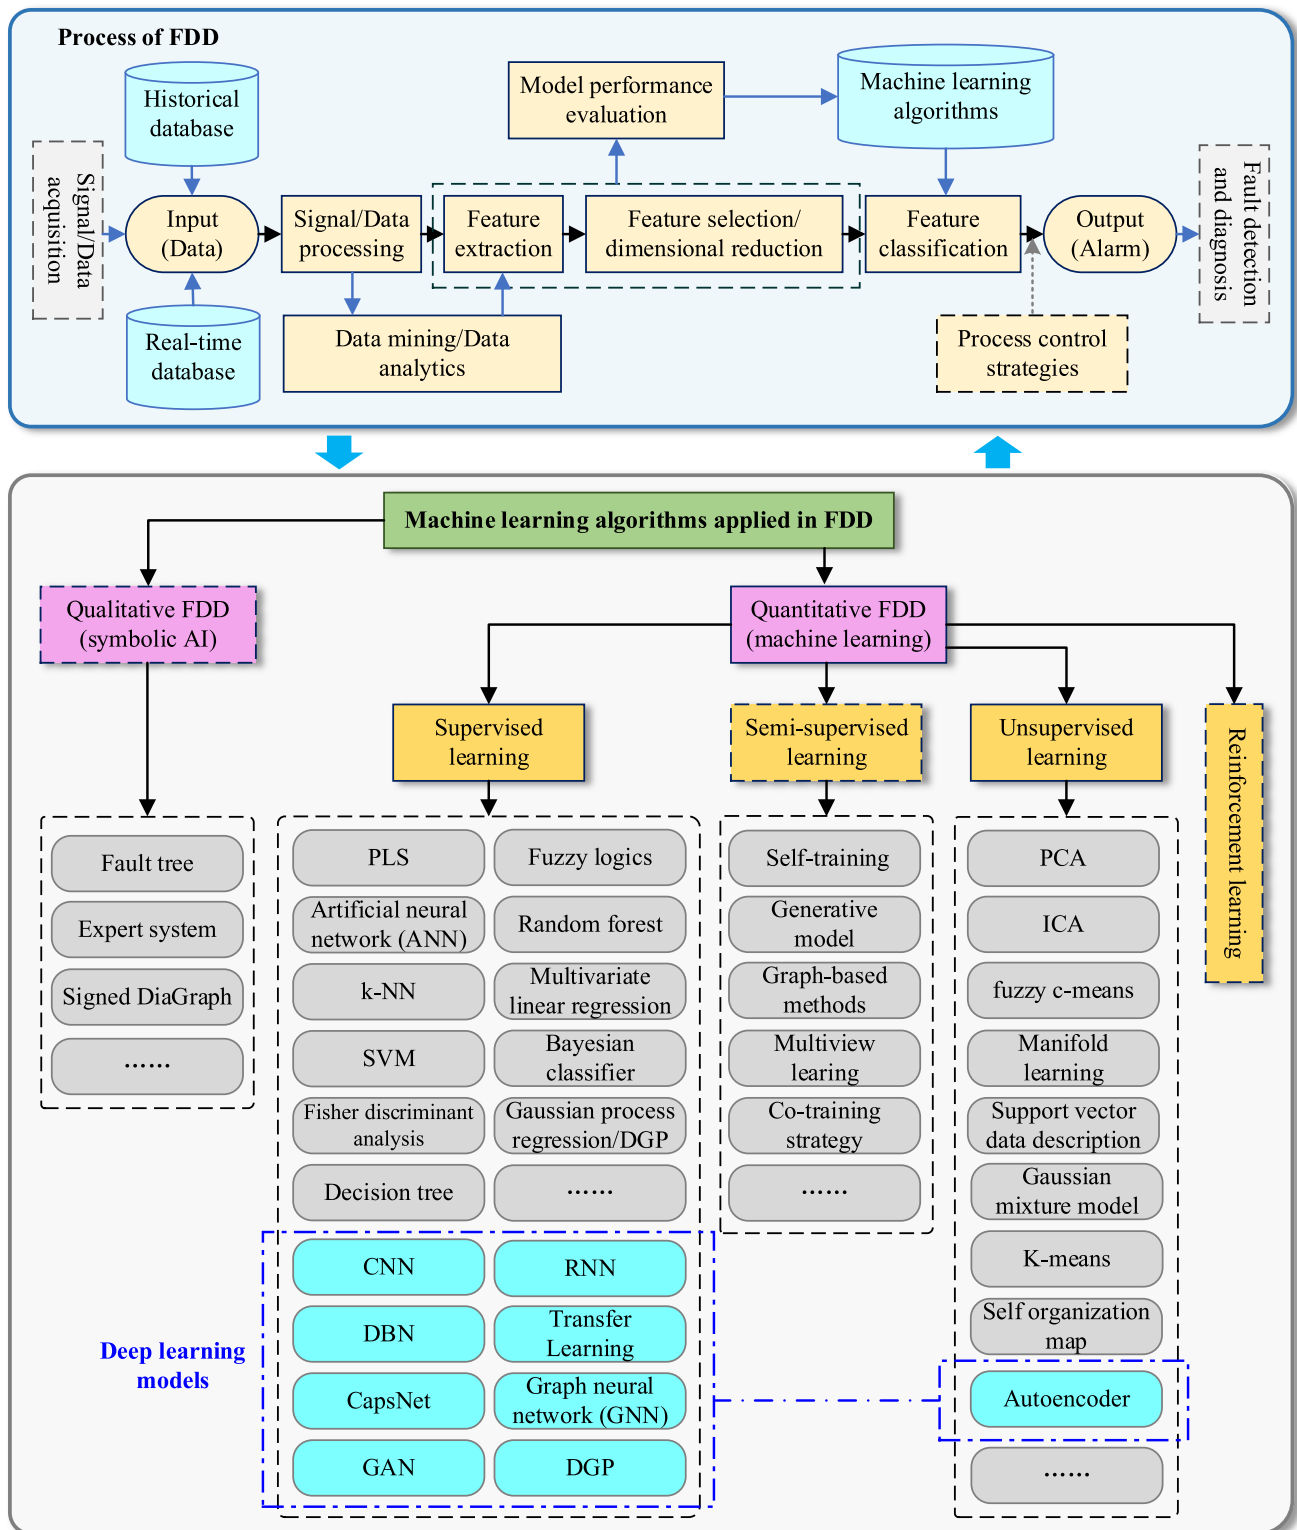 Process of FDD
Historical
database
Model performance
evaluation
Machine learning
algorithms
Signal/Data
acquisition
Input
(Data)
Signal/Data
processing
Feature
extraction
Feature selection/
dimensional reduction
Feature
classification
Output
(Alarm)
Fault detection
and diagnosis
Real-time
database
Data mining/Data
analytics
Process control
strategies
Machine learning algorithms applied in FDD
Qualitative FDD
(symbolic AI)
Quantitative FDD
(machine learning)
Supervised
learning
Semi-supervised
learning
Unsupervised
learning
Reinforcement learning
Fault tree
Expert system
Signed DiaGraph
......
PLS
Fuzzy logics
Artificial neural
network (ANN)
Random forest
k-NN
Multivariate
linear regression
SVM
Bayesian
classifier
Fisher discriminant
analysis
Gaussian process
regression/DGP
Decision tree
......
CNN
RNN
DBN
Transfer
Learning
CapsNet
Graph neural
network (GNN)
GAN
DGP
Deep learning
models
Self-training
Generative
model
Graph-based
methods
Multiview
learing
Co-training
strategy
......
PCA
ICA
fuzzy c-means
Manifold
learning
Support vector
data description
Gaussian
mixture model
K-means
Self organization
map
Autoencoder
......